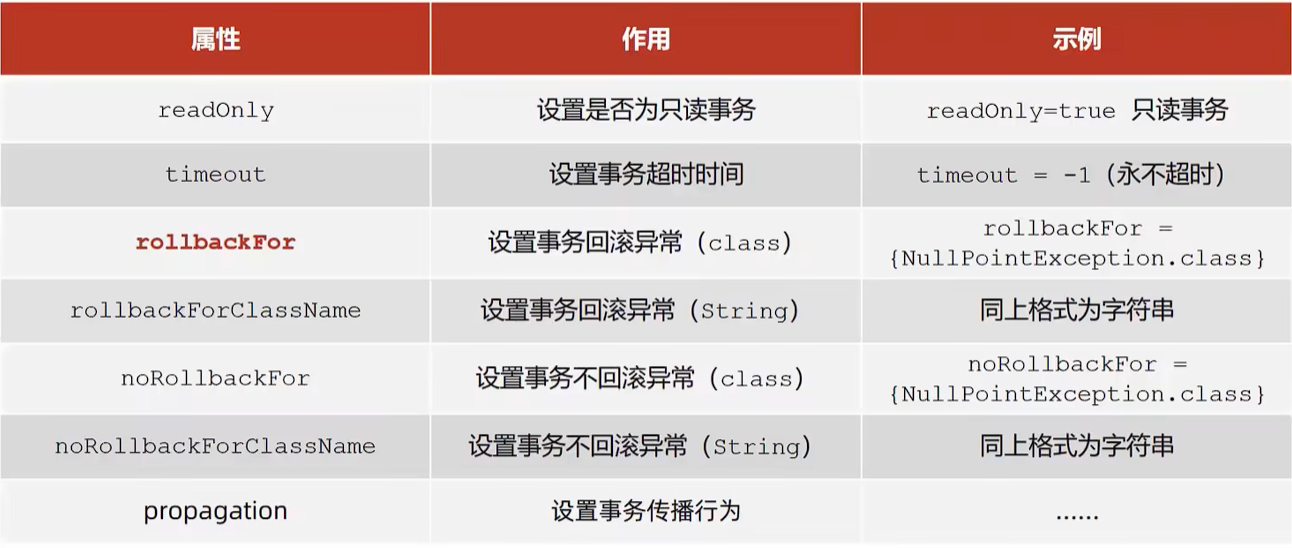 属性 作用 示例
readOnly 设置是否为只读事务 readOnly=true 只读事务
timeout 设置事务超时时间 timeout = -1（永不超时）
rollbackFor 设置事务回滚异常（class） rollbackFor =
{NullPointException.class}
rollbackForClassName 设置事务回滚异常（String） 同上格式为字符串
noRollbackFor 设置事务不回滚异常（class） noRollbackFor =
{NullPointException.class}
noRollbackForClassName 设置事务不回滚异常（String） 同上格式为字符串
propagation 设置事务传播行为 ……